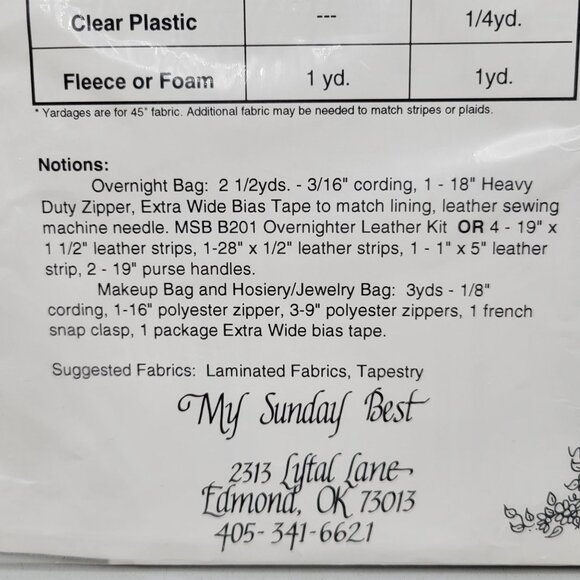 Clear Plastic --- 1/4yd.
Fleece or Foam 1 yd. 1yd.
* Yardages are for 45" fabric. Additional fabric may be needed to match stripes or plaids.
Notions:
Overnight Bag: 2 1/2yds. - 3/16" cording, 1 - 18" Heavy
Duty Zipper, Extra Wide Bias Tape to match lining, leather sewing
machine needle. MSB B201 Overnighter Leather Kit OR 4 - 19" x
1 1/2" leather strips, 1-28" x 1/2" leather strips, 1 - 1" x 5" leather
strip, 2 - 19" purse handles.
Makeup Bag and Hosiery/Jewelry Bag: 3yds - 1/8"
cording, 1-16" polyester zipper, 3-9" polyester zippers, 1 french
snap clasp, 1 package Extra Wide bias tape.
Suggested Fabrics: Laminated Fabrics, Tapestry
My Sunday Best
2313 Lyttal Lane
Edmond, OK 73013
405-341-6621